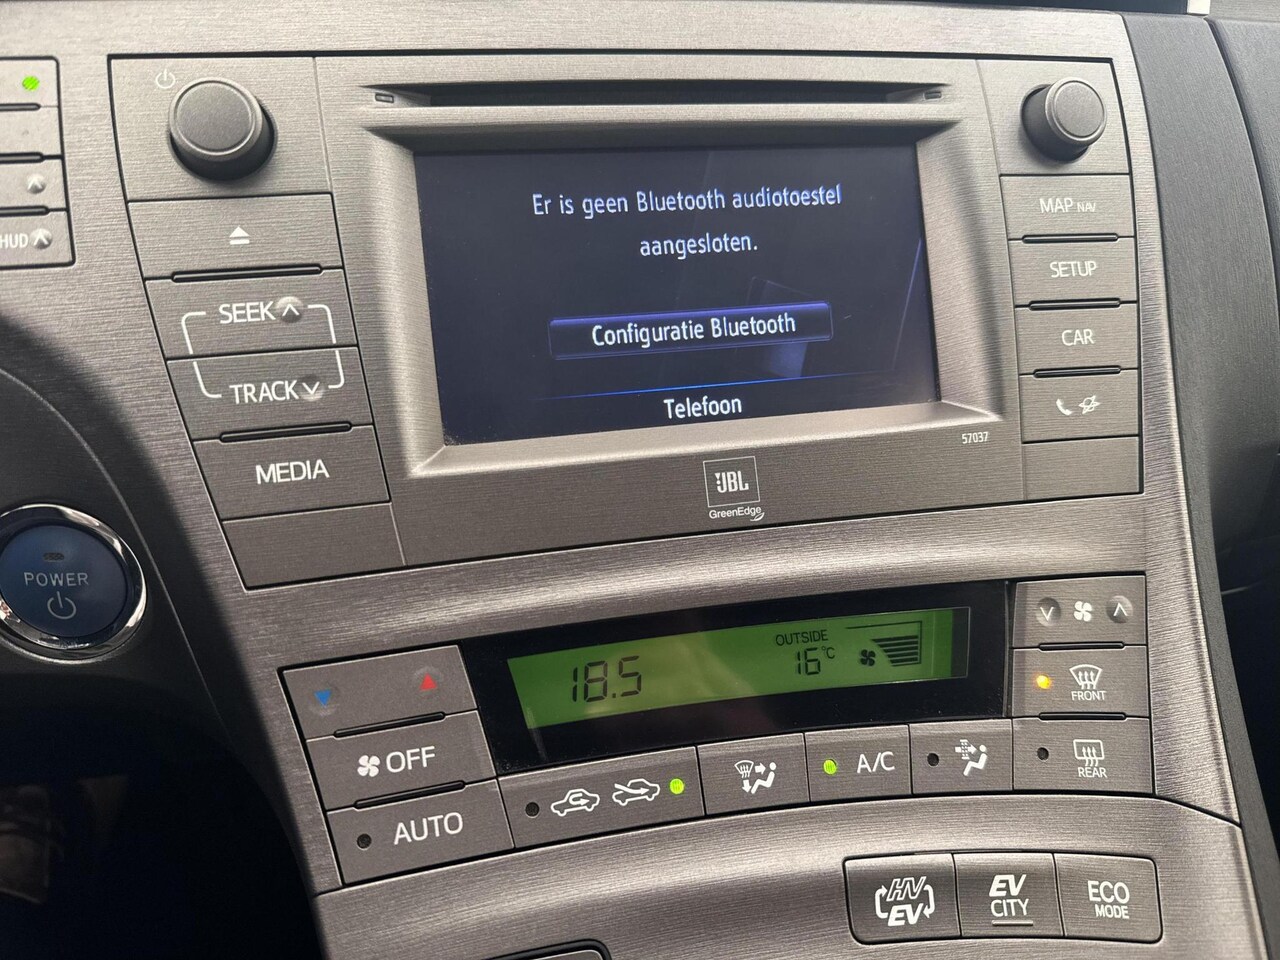 Er is geen Bluetooth audiotoestel
aangesloten.
Configuratie Bluetooth
Telefoon
57037
JBL
GreenEdge
HUD
SEEK
TRACK
MEDIA
POWER
MAP NAV
SETUP
CAR
18.5
OUTSIDE
16°C
FRONT
OFF
A/C
REAR
AUTO
HV
EV
EV
CITY
ECO
MODE